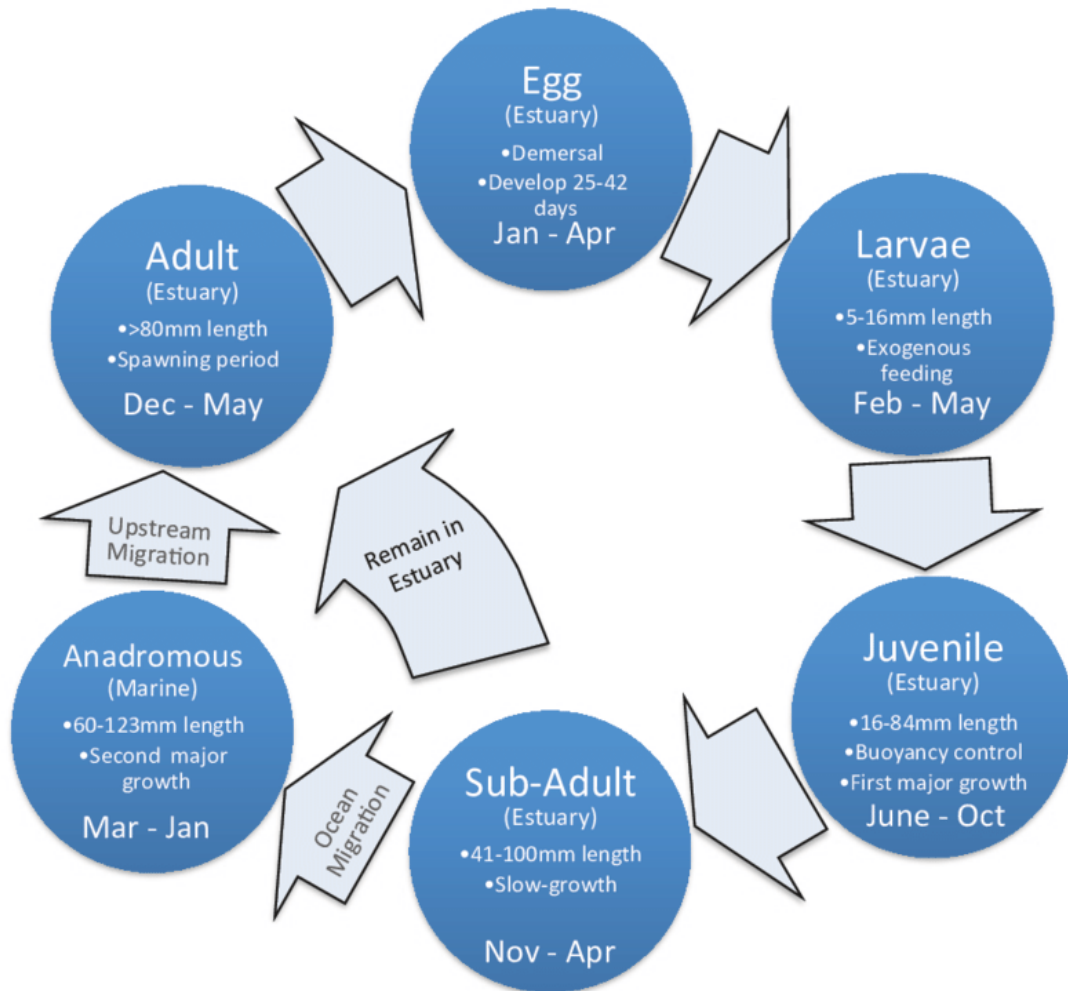 Egg
(Estuary)
•Demersal
•Develop 25-42
days
Jan - Apr
Larvae
(Estuary)
•5-16mm length
•Exogenous
feeding
Feb - May
Juvenile
(Estuary)
•16-84mm length
•Buoyancy control
•First major growth
June - Oct
Sub-Adult
(Estuary)
•41-100mm length
•Slow-growth
Nov - Apr
Ocean
Migration
Anadromous
(Marine)
•60-123mm length
•Second major
growth
Mar - Jan
Upstream
Migration
Remain in
Estuary
Adult
(Estuary)
•>80mm length
•Spawning period
Dec - May